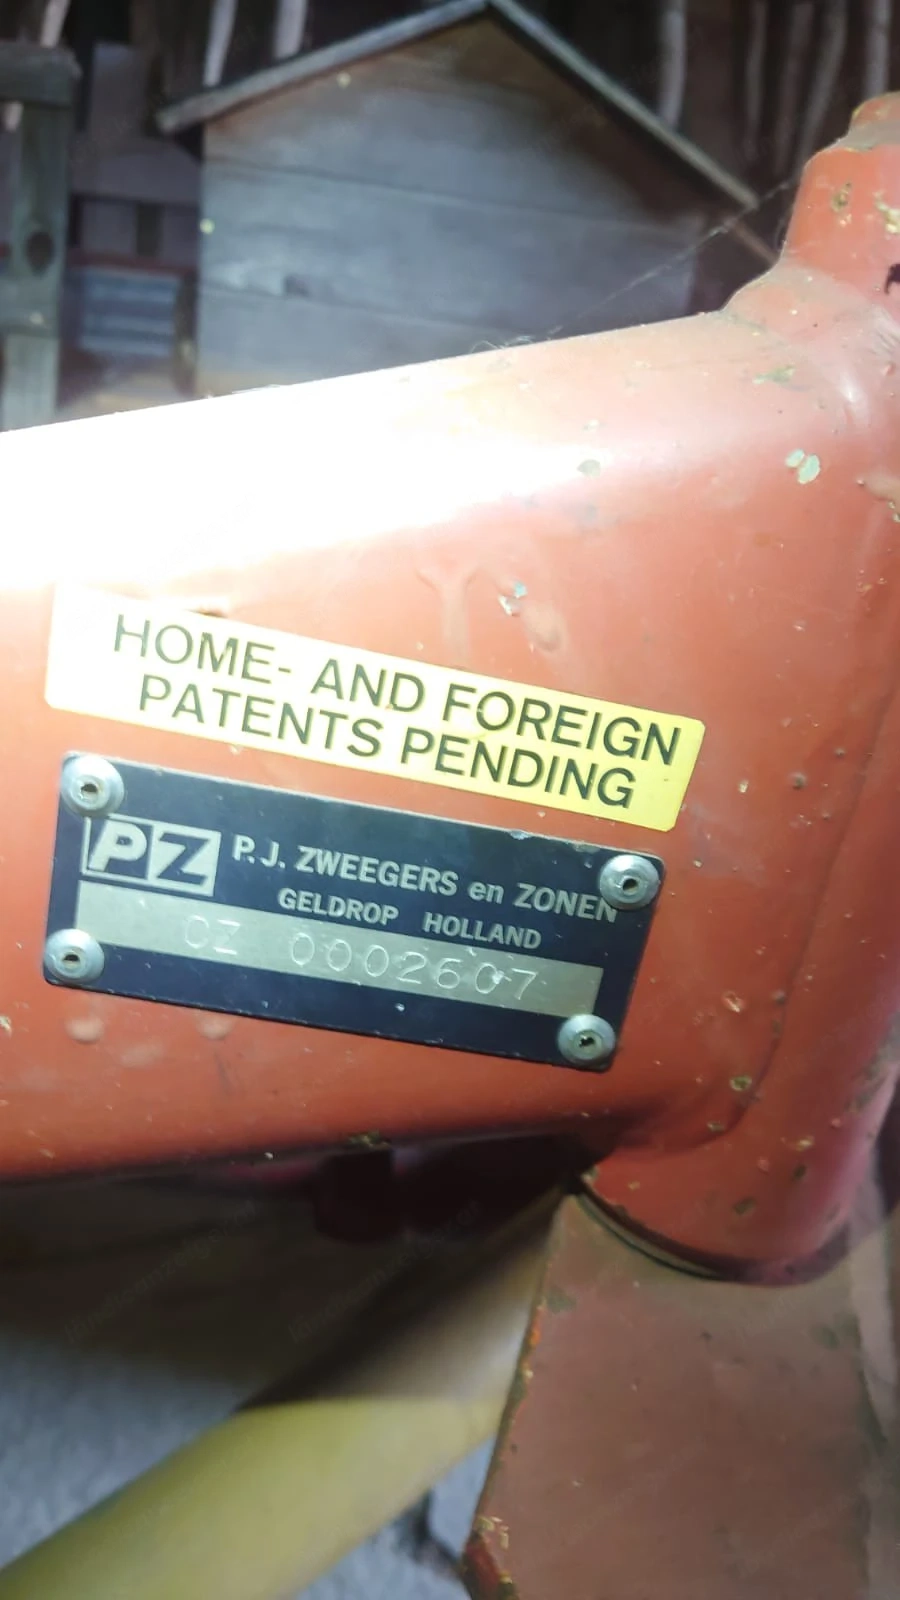 HOME- AND FOREIGN
PATENTS PENDING
PZ P.J. ZWEEGERS en ZONEN
GELDROP HOLLAND
CZ 0002607